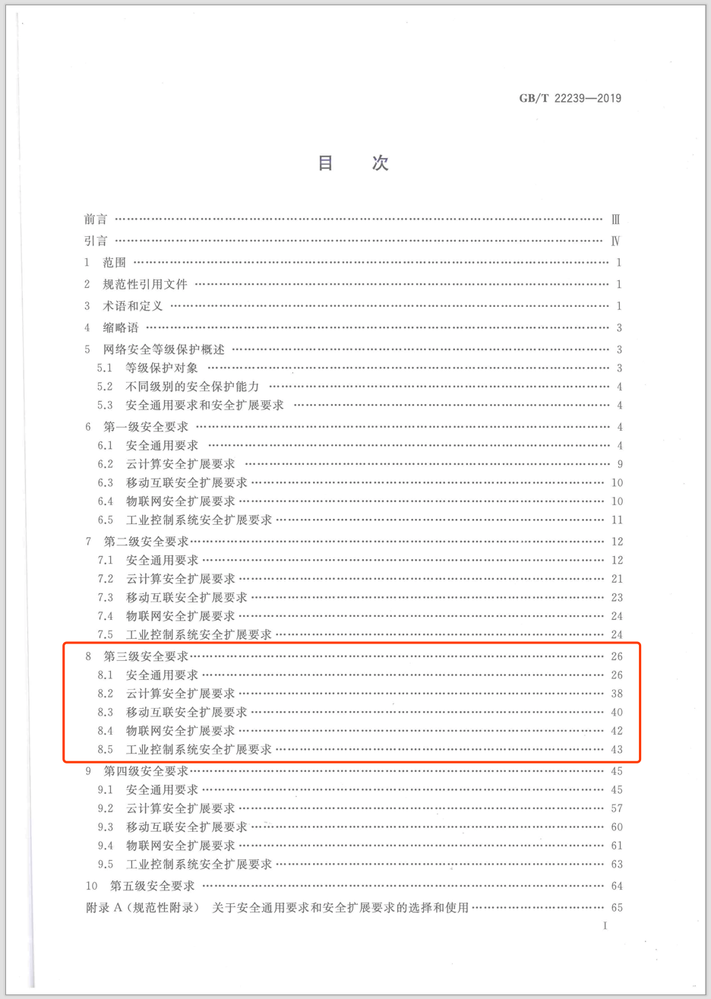 GB/T 22239—2019
目 次
前言 …… Ⅲ
引言 …… Ⅳ
1 范围 …… 1
2 规范性引用文件 …… 1
3 术语和定义 …… 1
4 缩略语 …… 3
5 网络安全等级保护概述 …… 3
5.1 等级保护对象 …… 3
5.2 不同级别的安全保护能力 …… 4
5.3 安全通用要求和安全扩展要求 …… 4
6 第一级安全要求 …… 4
6.1 安全通用要求 …… 4
6.2 云计算安全扩展要求 …… 9
6.3 移动互联安全扩展要求 …… 10
6.4 物联网安全扩展要求 …… 10
6.5 工业控制系统安全扩展要求 …… 11
7 第二级安全要求 …… 12
7.1 安全通用要求 …… 12
7.2 云计算安全扩展要求 …… 21
7.3 移动互联安全扩展要求 …… 23
7.4 物联网安全扩展要求 …… 24
7.5 工业控制系统安全扩展要求 …… 24
8 第三级安全要求 …… 26
8.1 安全通用要求 …… 26
8.2 云计算安全扩展要求 …… 38
8.3 移动互联安全扩展要求 …… 40
8.4 物联网安全扩展要求 …… 42
8.5 工业控制系统安全扩展要求 …… 43
9 第四级安全要求 …… 45
9.1 安全通用要求 …… 45
9.2 云计算安全扩展要求 …… 57
9.3 移动互联安全扩展要求 …… 60
9.4 物联网安全扩展要求 …… 61
9.5 工业控制系统安全扩展要求 …… 63
10 第五级安全要求 …… 64
附录 A（规范性附录） 关于安全通用要求和安全扩展要求的选择和使用 …… 65
I